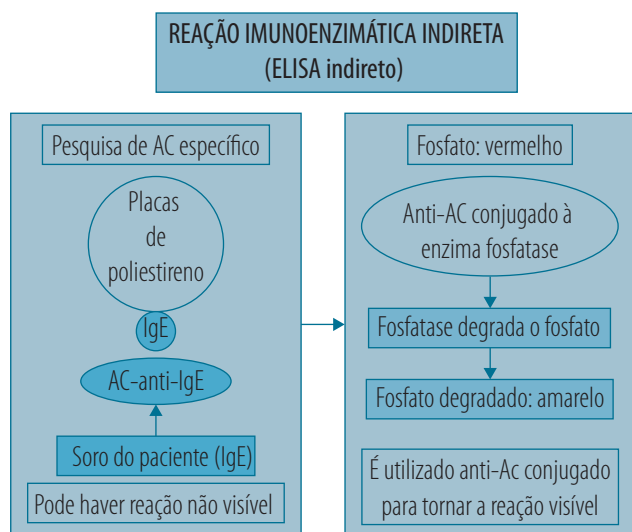 REAÇÃO IMUNOENZIMÁTICA INDIRETA
(ELISA indireto)
Pesquisa de AC específico
Placas
de
poliestireno
IgE
AC-anti-IgE
Soro do paciente (IgE)
Pode haver reação não visível
Fosfato: vermelho
Anti-AC conjugado à
enzima fosfatase
Fosfatase degrada o fosfato
Fosfato degradado: amarelo
É utilizado anti-Ac conjugado
para tornar a reação visível